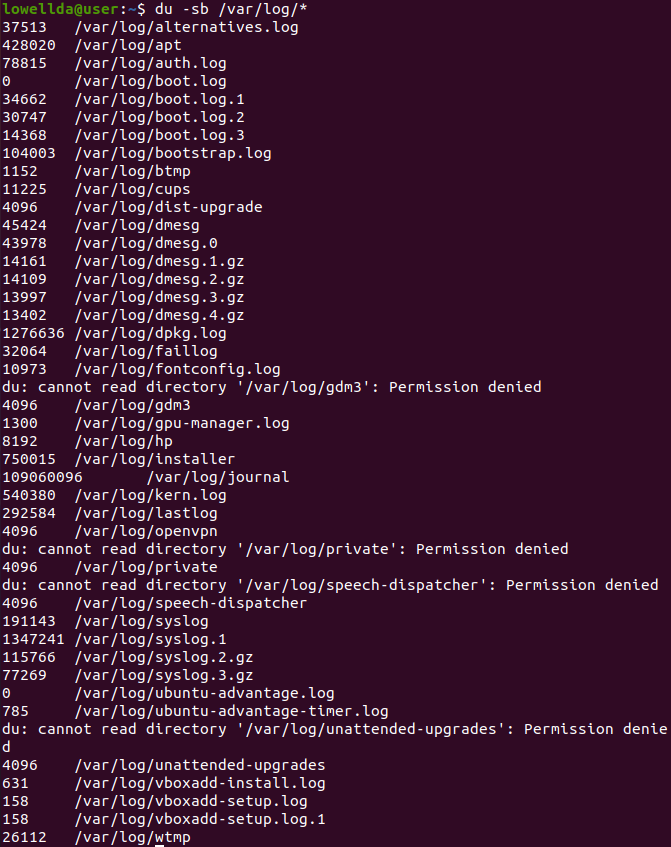 lowellda@user:~$ du -sb /var/log/*
37513   /var/log/alternatives.log
428020  /var/log/apt
78815   /var/log/auth.log
0       /var/log/boot.log
34662   /var/log/boot.log.1
30747   /var/log/boot.log.2
14368   /var/log/boot.log.3
104003  /var/log/bootstrap.log
1152    /var/log/btmp
11225   /var/log/cups
4096    /var/log/dist-upgrade
45424   /var/log/dmesg
43978   /var/log/dmesg.0
14161   /var/log/dmesg.1.gz
14109   /var/log/dmesg.2.gz
13997   /var/log/dmesg.3.gz
13402   /var/log/dmesg.4.gz
1276636 /var/log/dpkg.log
32064   /var/log/faillog
10973   /var/log/fontconfig.log
du: cannot read directory '/var/log/gdm3': Permission denied
4096    /var/log/gdm3
1300    /var/log/gpu-manager.log
8192    /var/log/hp
750015  /var/log/installer
109060096       /var/log/journal
540380  /var/log/kern.log
292584  /var/log/lastlog
4096    /var/log/openvpn
du: cannot read directory '/var/log/private': Permission denied
4096    /var/log/private
du: cannot read directory '/var/log/speech-dispatcher': Permission denied
4096    /var/log/speech-dispatcher
191143  /var/log/syslog
1347241 /var/log/syslog.1
115766  /var/log/syslog.2.gz
77269   /var/log/syslog.3.gz
0       /var/log/ubuntu-advantage.log
785     /var/log/ubuntu-advantage-timer.log
du: cannot read directory '/var/log/unattended-upgrades': Permission denie
d
4096    /var/log/unattended-upgrades
631     /var/log/vboxadd-install.log
158     /var/log/vboxadd-setup.log
158     /var/log/vboxadd-setup.log.1
26112   /var/log/wtmp